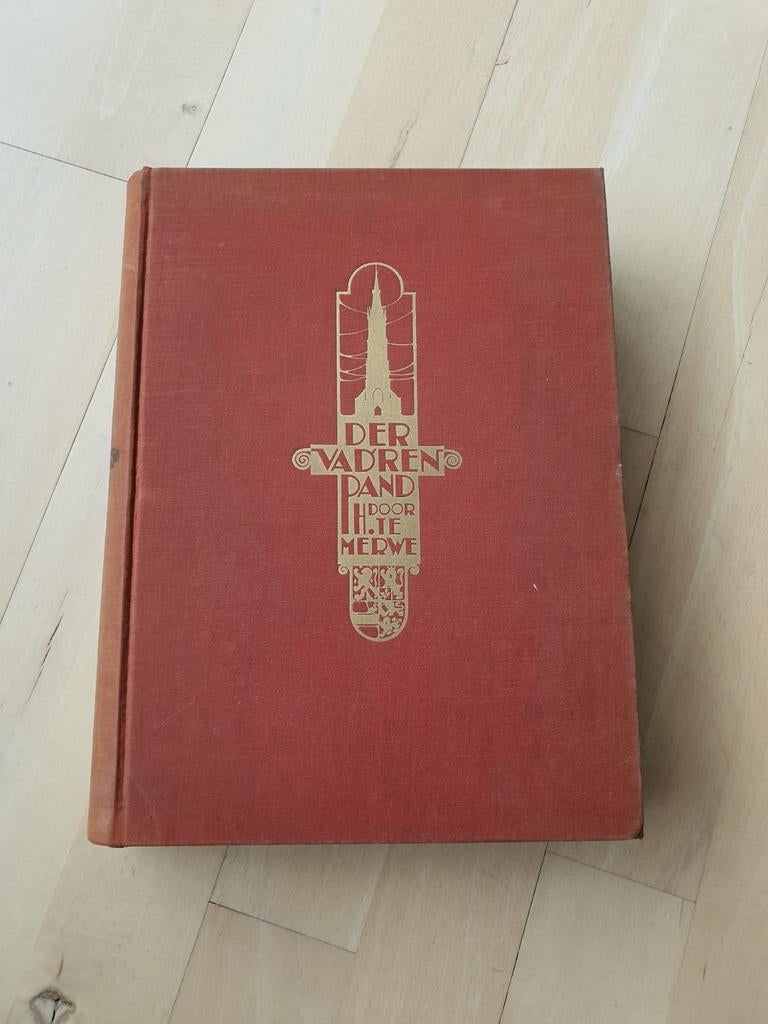 DER
VAD'REN
PAND
DOOR
H. TE
MERWE